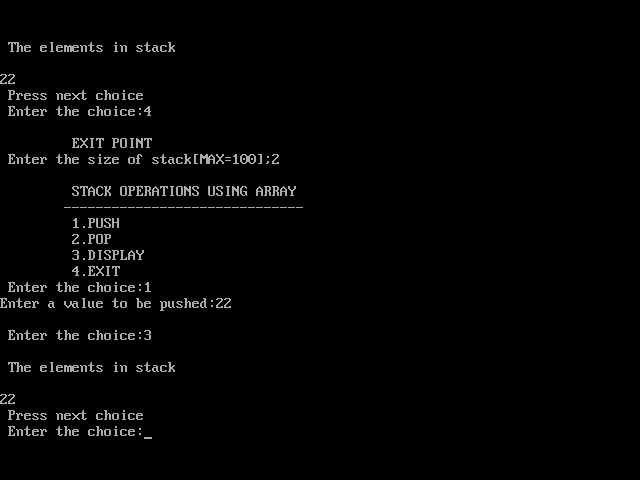 The elements in stack
22
Press next choice
Enter the choice:4
EXIT POINT
Enter the size of stack[MAX=100];2
STACK OPERATIONS USING ARRAY
------------------------------
1.PUSH
2.POP
3.DISPLAY
4.EXIT
Enter the choice:1
Enter a value to be pushed:22
Enter the choice:3
The elements in stack
22
Press next choice
Enter the choice:_